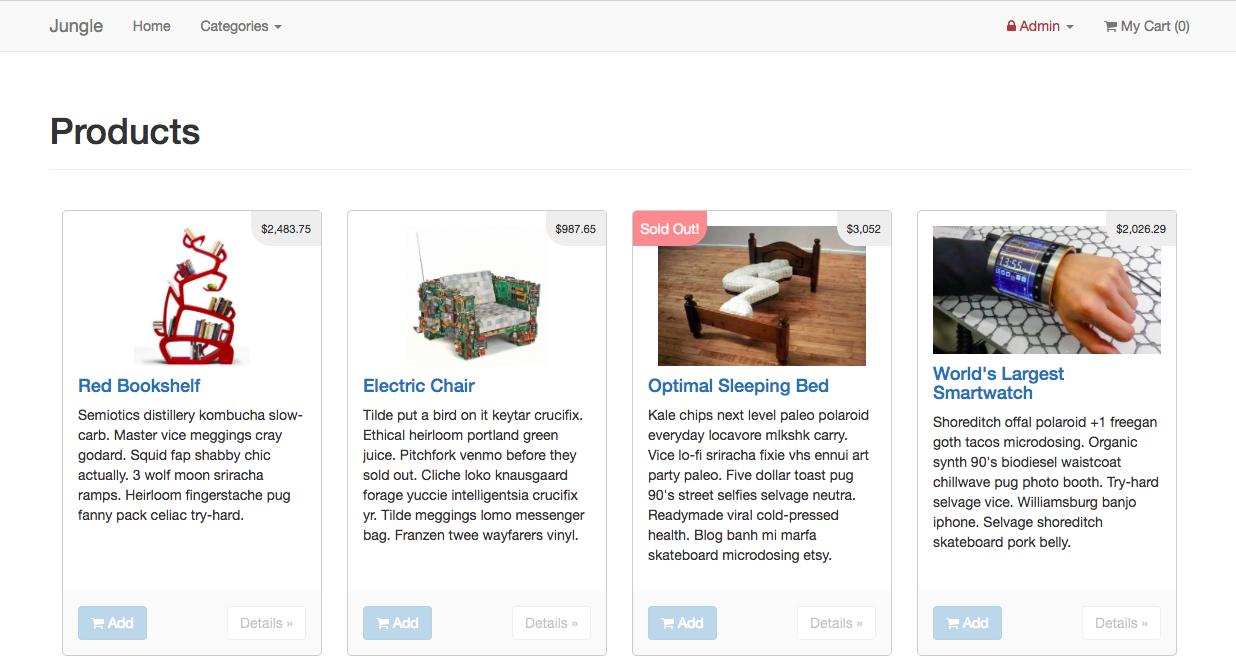 Jungle Home Categories Admin My Cart (0)
Products
$2,483.75
Red Bookshelf
Semiotics distillery kombucha slow-
carb. Master vice meggings cray
godard. Squid fap shabby chic
actually. 3 wolf moon sriracha
ramps. Heirloom fingerstache pug
fanny pack celiac try-hard.
Add Details »
$987.65
Electric Chair
Tilde put a bird on it keytar crucifix.
Ethical heirloom portland green
juice. Pitchfork venmo before they
sold out. Cliche loko knausgaard
forage yuccie intelligentsia crucifix
yr. Tilde meggings lomo messenger
bag. Franzen twee wayfarers vinyl.
Add Details »
Sold Out! $3,052
Optimal Sleeping Bed
Kale chips next level paleo polaroid
everyday locavore mlkshk carry.
Vice lo-fi sriracha fixie vhs ennui art
party paleo. Five dollar toast pug
90's street selfies selvage neutra.
Readymade viral cold-pressed
health. Blog banh mi marfa
skateboard microdosing etsy.
Add Details »
$2,026.29
13:55
World's Largest
Smartwatch
Shoreditch offal polaroid +1 freegan
goth tacos microdosing. Organic
synth 90's biodiesel waistcoat
chillwave pug photo booth. Try-hard
selvage vice. Williamsburg banjo
iphone. Selvage shoreditch
skateboard pork belly.
Add Details »